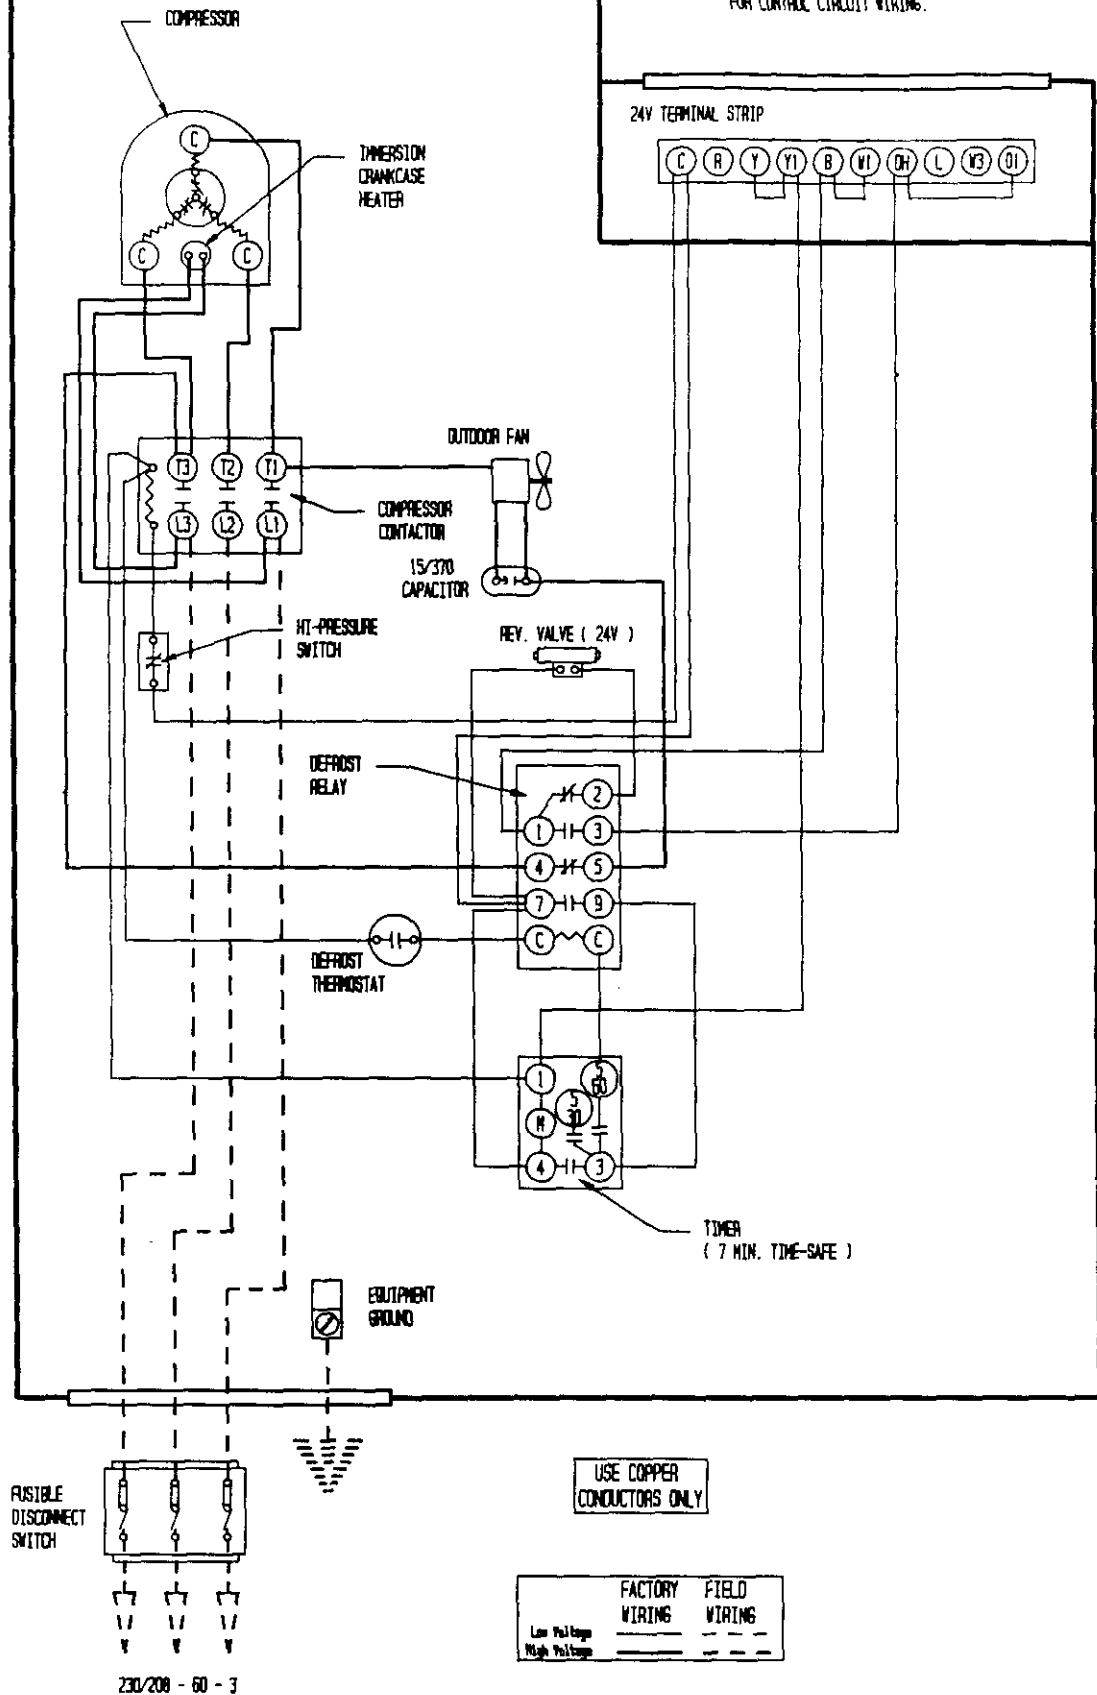 COMPRESSOR
FOR CONTROL CIRCUIT WIRING.
24V TERMINAL STRIP
C R Y Y1 B W1 OH L W3 O1
C
IMMERSION
CRANKCASE
HEATER
C C
T3 T2 T1
OUTDOOR FAN
L3 L2 L1
COMPRESSOR
CONTACTOR
15/370
CAPACITOR
HI-PRESSURE
SWITCH
REV. VALVE ( 24V )
DEFROST
RELAY
2
1 3
4 5
7 9
C C
DEFROST
THERMOSTAT
1 5
60
5
30
M
4 3
TIMER
( 7 MIN. TIME-SAFE )
EQUIPMENT
GROUND
FUSIBLE
DISCONNECT
SWITCH
USE COPPER
CONDUCTORS ONLY
FACTORY FIELD
WIRING WIRING
Low Voltage
High Voltage
230/208 - 60 - 3